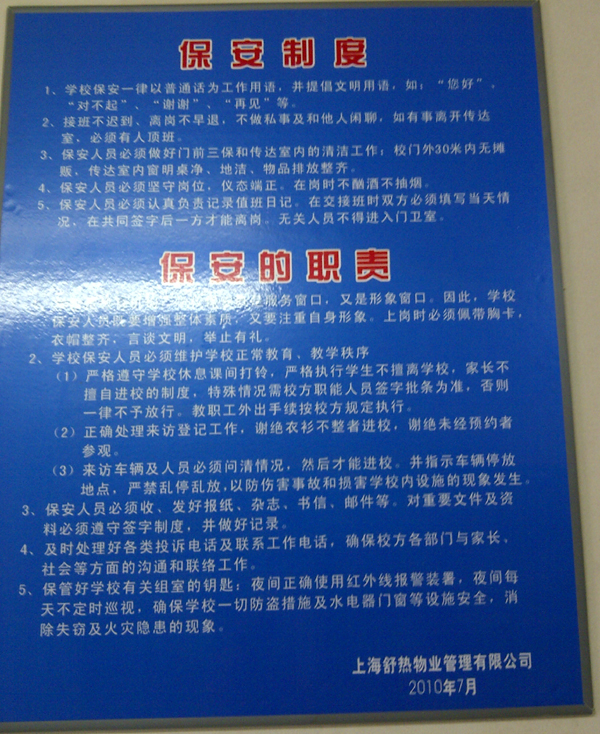 保安制度
1、学校保安一律以普通话为工作用语，并提倡文明用语，如：“您好”，
“对不起”、“谢谢”、“再见”等。
2、接班不迟到、离岗不早退，不做私事及和他人闲聊，如有事离开传达
室，必须有人顶班。
3、保安人员必须做好门前三保和传达室内的清洁工作；校门外30米内无摊
贩，传达室内窗明桌净、地洁、物品排放整齐。
4、保安人员必须坚守岗位，仪态端正。在岗时不酗酒不抽烟。
5、保安人员必须认真负责记录值班日记。在交接班时双方必须填写当天情
况、在共同签字后一方才能离岗。无关人员不得进入门卫室。
保安的职责
服务窗口，又是形象窗口。因此，学校
保安人员既要增强整体素质，又要注重自身形象。上岗时必须佩带胸卡，
衣帽整齐，言谈文明，举止有礼。
2、学校保安人员必须维护学校正常教育、教学秩序
（1）严格遵守学校休息课间打铃，严格执行学生不擅离学校，家长不
擅自进校的制度，特殊情况需校方职能人员签字批条为准，否则
一律不予放行。教职工外出手续按校方规定执行。
（2）正确处理来访登记工作，谢绝衣衫不整者进校，谢绝未经预约者
参观。
（3）来访车辆及人员必须问清情况，然后才能进校。并指示车辆停放
地点，严禁乱停乱放，以防伤害事故和损害学校内设施的现象发生。
3、保安人员必须收、发好报纸、杂志、书信、邮件等。对重要文件及资
料必须遵守签字制度，并做好记录。
4、及时处理好各类投诉电话及联系工作电话，确保校方各部门与家长、
社会等方面的沟通和联络工作。
5、保管好学校有关组室的钥匙；夜间正确使用红外线报警装署，夜间每
天不定时巡视，确保学校一切防盗措施及水电器门窗等设施安全，消
除失窃及火灾隐患的现象。
上海舒热物业管理有限公司
2010年7月